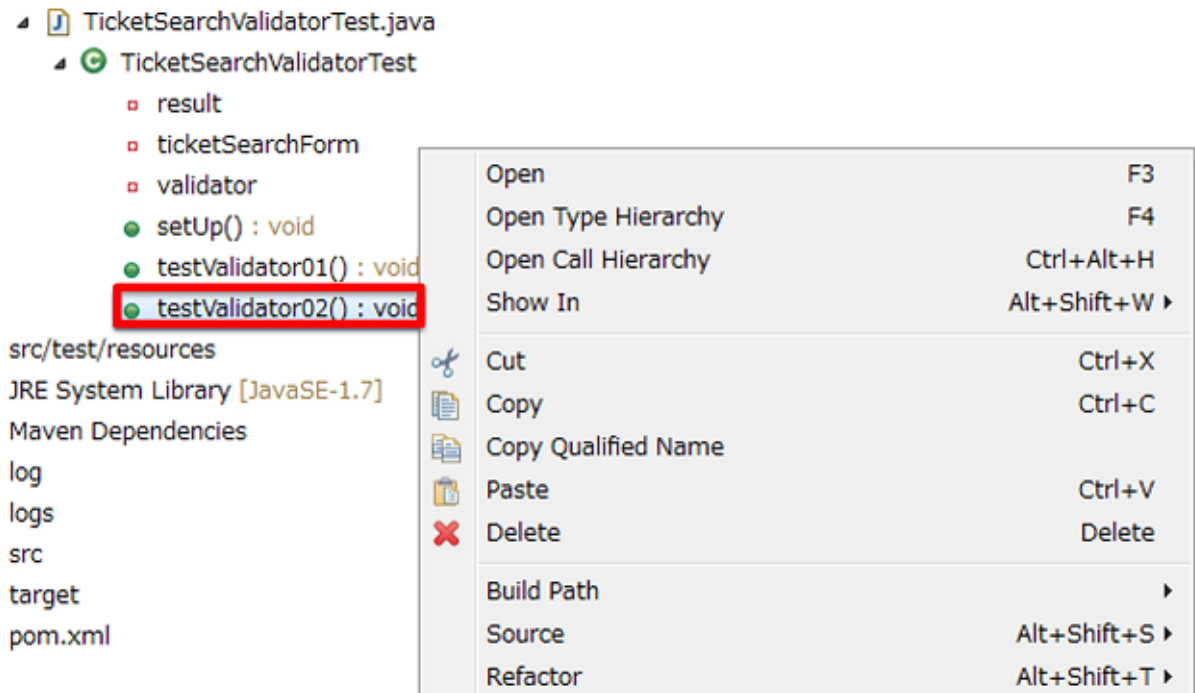 TicketSearchValidatorTest.java
TicketSearchValidatorTest
result
ticketSearchForm
validator
setUp() : void
testValidator01() : void
testValidator02() : void
src/test/resources
JRE System Library [JavaSE-1.7]
Maven Dependencies
log
logs
src
target
pom.xml
Open F3
Open Type Hierarchy F4
Open Call Hierarchy Ctrl+Alt+H
Show In Alt+Shift+W
Cut Ctrl+X
Copy Ctrl+C
Copy Qualified Name
Paste Ctrl+V
Delete Delete
Build Path
Source Alt+Shift+S
Refactor Alt+Shift+T